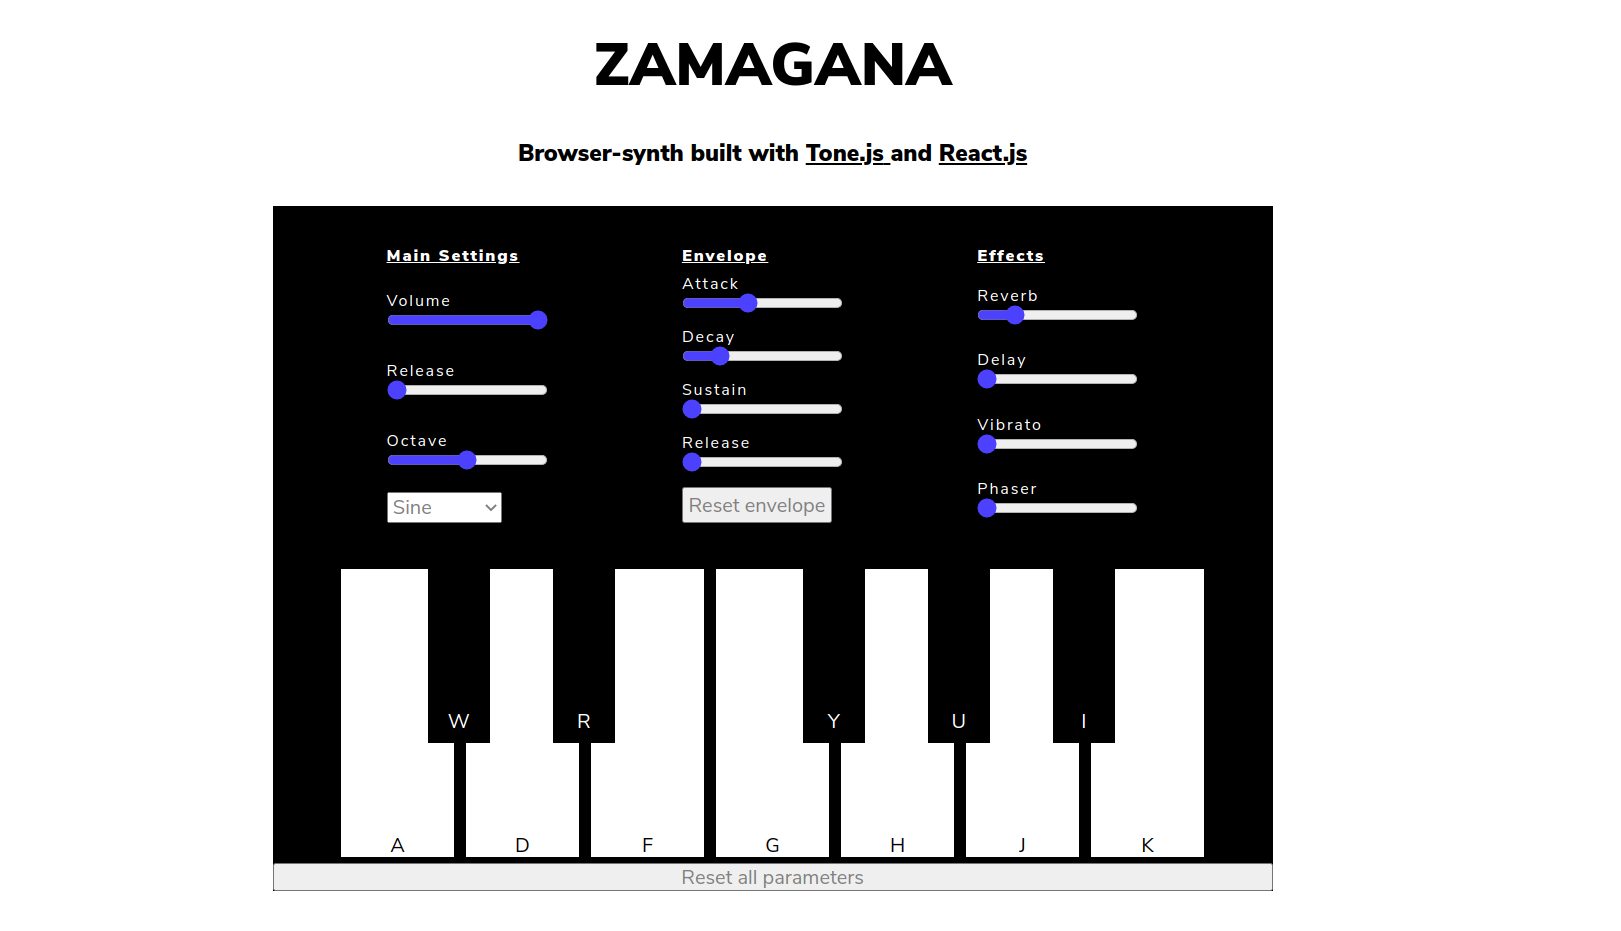 ZAMAGANA
Browser-synth built with Tone.js and React.js
Main Settings
Volume
Release
Octave
Sine
Envelope
Attack
Decay
Sustain
Release
Reset envelope
Effects
Reverb
Delay
Vibrato
Phaser
W R Y U I
A D F G H J K
Reset all parameters